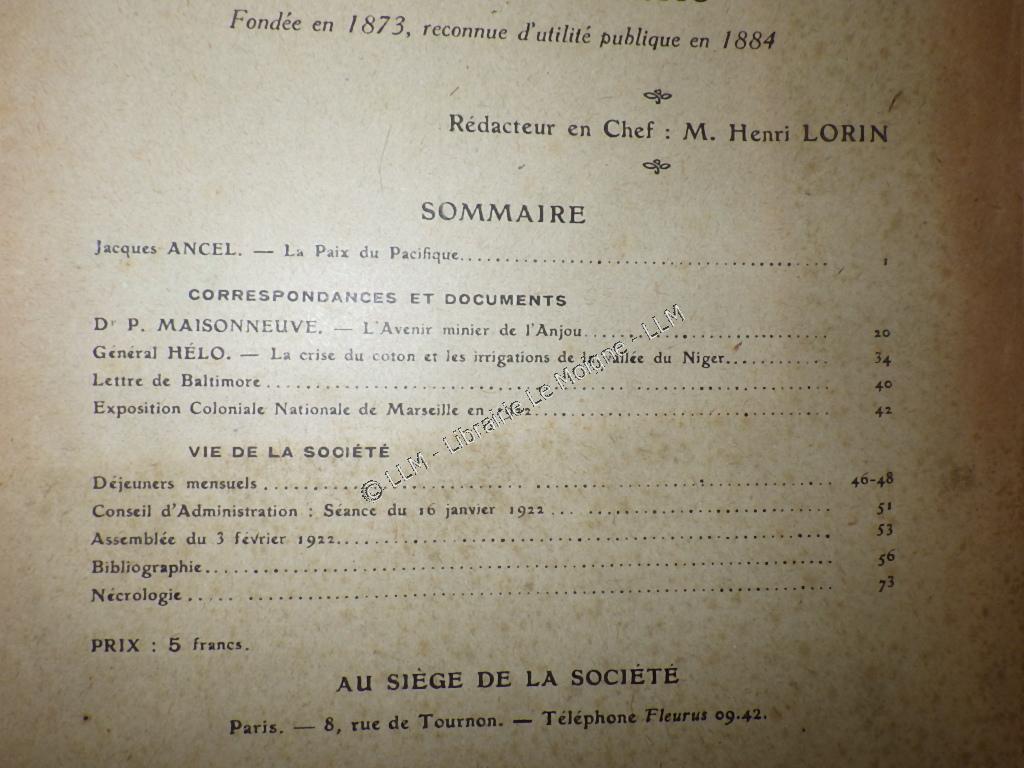 Fondée en 1873, reconnue d'utilité publique en 1884
Rédacteur en Chef : M. Henri LORIN
SOMMAIRE
Jacques ANCEL. — La Paix du Pacifique. 1
CORRESPONDANCES ET DOCUMENTS
Dr P. MAISONNEUVE. — L'Avenir minier de l'Anjou. 20
Général HÉLO. — La crise du coton et les irrigations de la vallée du Niger. 34
Lettre de Baltimore 40
Exposition Coloniale Nationale de Marseille en 1922 42
VIE DE LA SOCIÉTÉ
Déjeuners mensuels 46-48
Conseil d'Administration : Séance du 16 janvier 1922 51
Assemblée du 3 février 1922. 53
Bibliographie. 56
Nécrologie 73
PRIX : 5 francs.
AU SIÈGE DE LA SOCIÉTÉ
Paris. — 8, rue de Tournon. — Téléphone Fleurus 09.42.
© LLM - Librairie Le Moigne - LLM